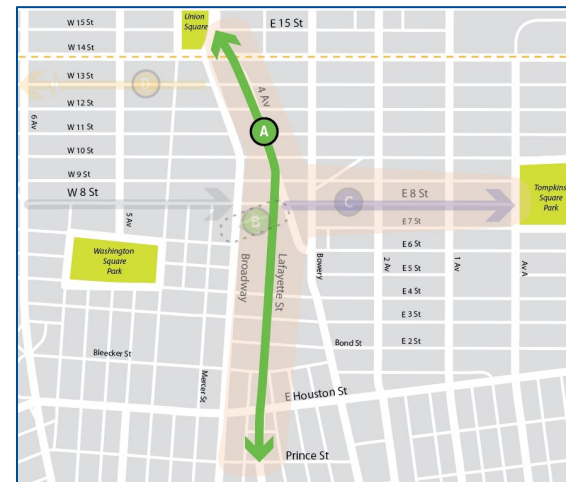 W 15 St
Union
Square
E 15 St
W 14 St
W 13 St
D
W 12 St
4 Av
6 Av
W 11 St
A
W 10 St
W 9 St
W 8 St
E 8 St
C
Tompkins
Square
Park
5 Av
B
E 7 St
Washington
Square
Park
Broadway
Lafayette St
Bowery
2 Av
1 Av
Av A
E 6 St
E 5 St
E 4 St
E 3 St
Bleecker St
Bond St
E 2 St
Mercer St
E Houston St
Prince St